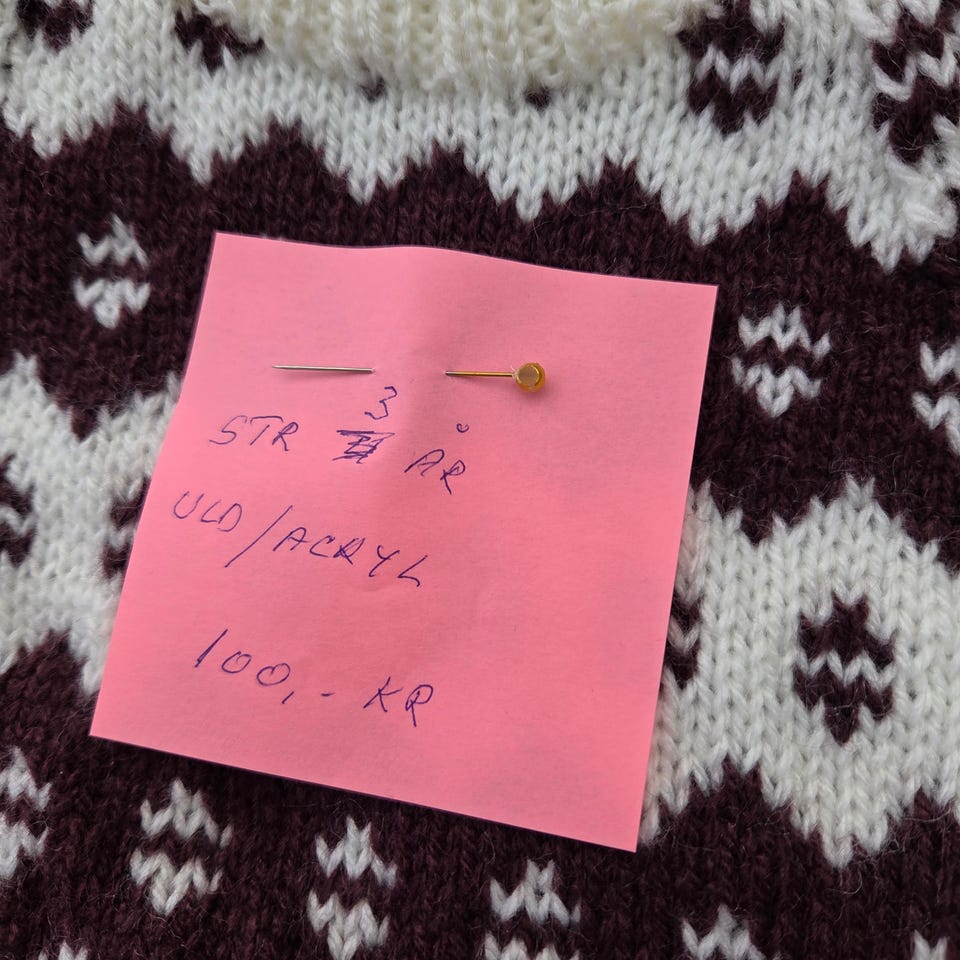 STR 3 ÅR
ULD/ACRYL
100,- KR